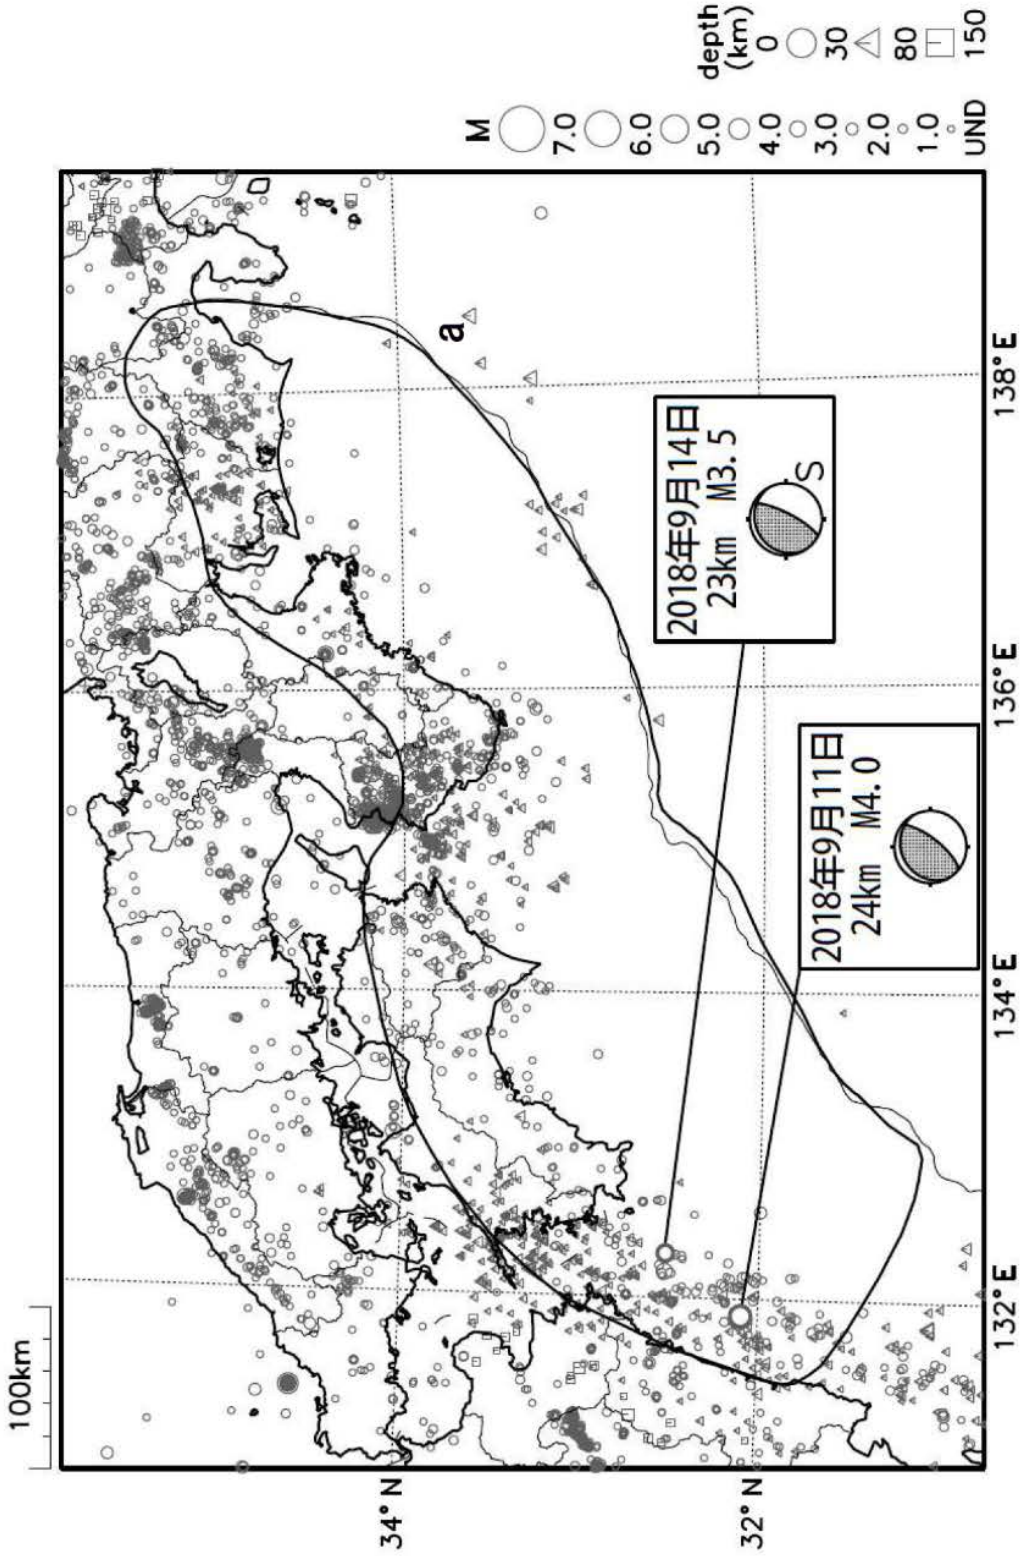 100km
34°N
32°N
132°E
134°E
136°E
138°E
a
2018年9月14日
23km M3.5
S
2018年9月11日
24km M4.0
M
7.0
6.0
5.0
4.0
3.0
2.0
1.0
UND
depth
(km)
0
30
80
150